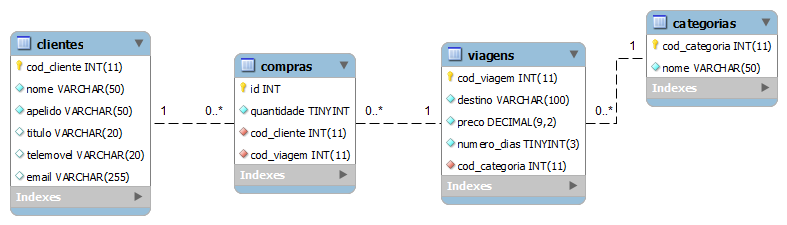 clientes
cod_cliente INT(11)
nome VARCHAR(50)
apelido VARCHAR(50)
titulo VARCHAR(20)
telemovel VARCHAR(20)
email VARCHAR(255)
Indexes
1
0..*
compras
id INT
quantidade TINYINT
cod_cliente INT(11)
cod_viagem INT(11)
Indexes
0..*
1
viagens
cod_viagem INT(11)
destino VARCHAR(100)
preco DECIMAL(9,2)
numero_dias TINYINT(3)
cod_categoria INT(11)
Indexes
0..*
1
categorias
cod_categoria INT(11)
nome VARCHAR(50)
Indexes